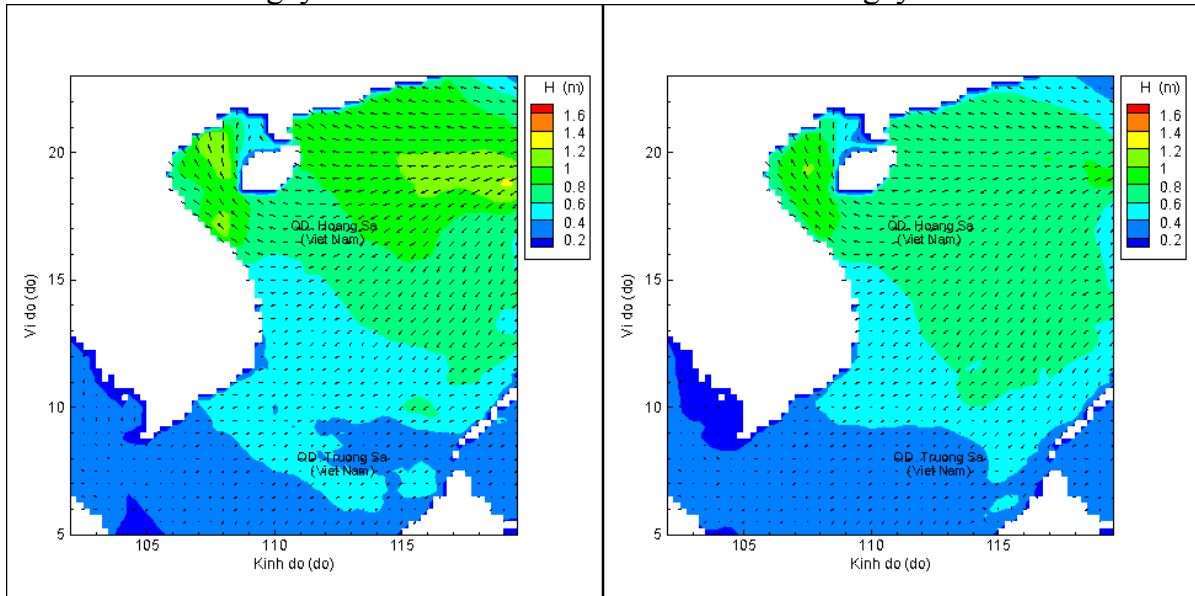 H (m)
1.6
1.4
1.2
1
0.8
0.6
0.4
0.2
20
15
10
5
Vi do (do)
QD. Hoang Sa
(Viet Nam)
QD. Truong Sa
(Viet Nam)
105
110
115
Kinh do (do)
H (m)
1.6
1.4
1.2
1
0.8
0.6
0.4
0.2
20
15
10
5
Vi do (do)
QD. Hoang Sa
(Viet Nam)
QD. Truong Sa
(Viet Nam)
105
110
115
Kinh do (do)